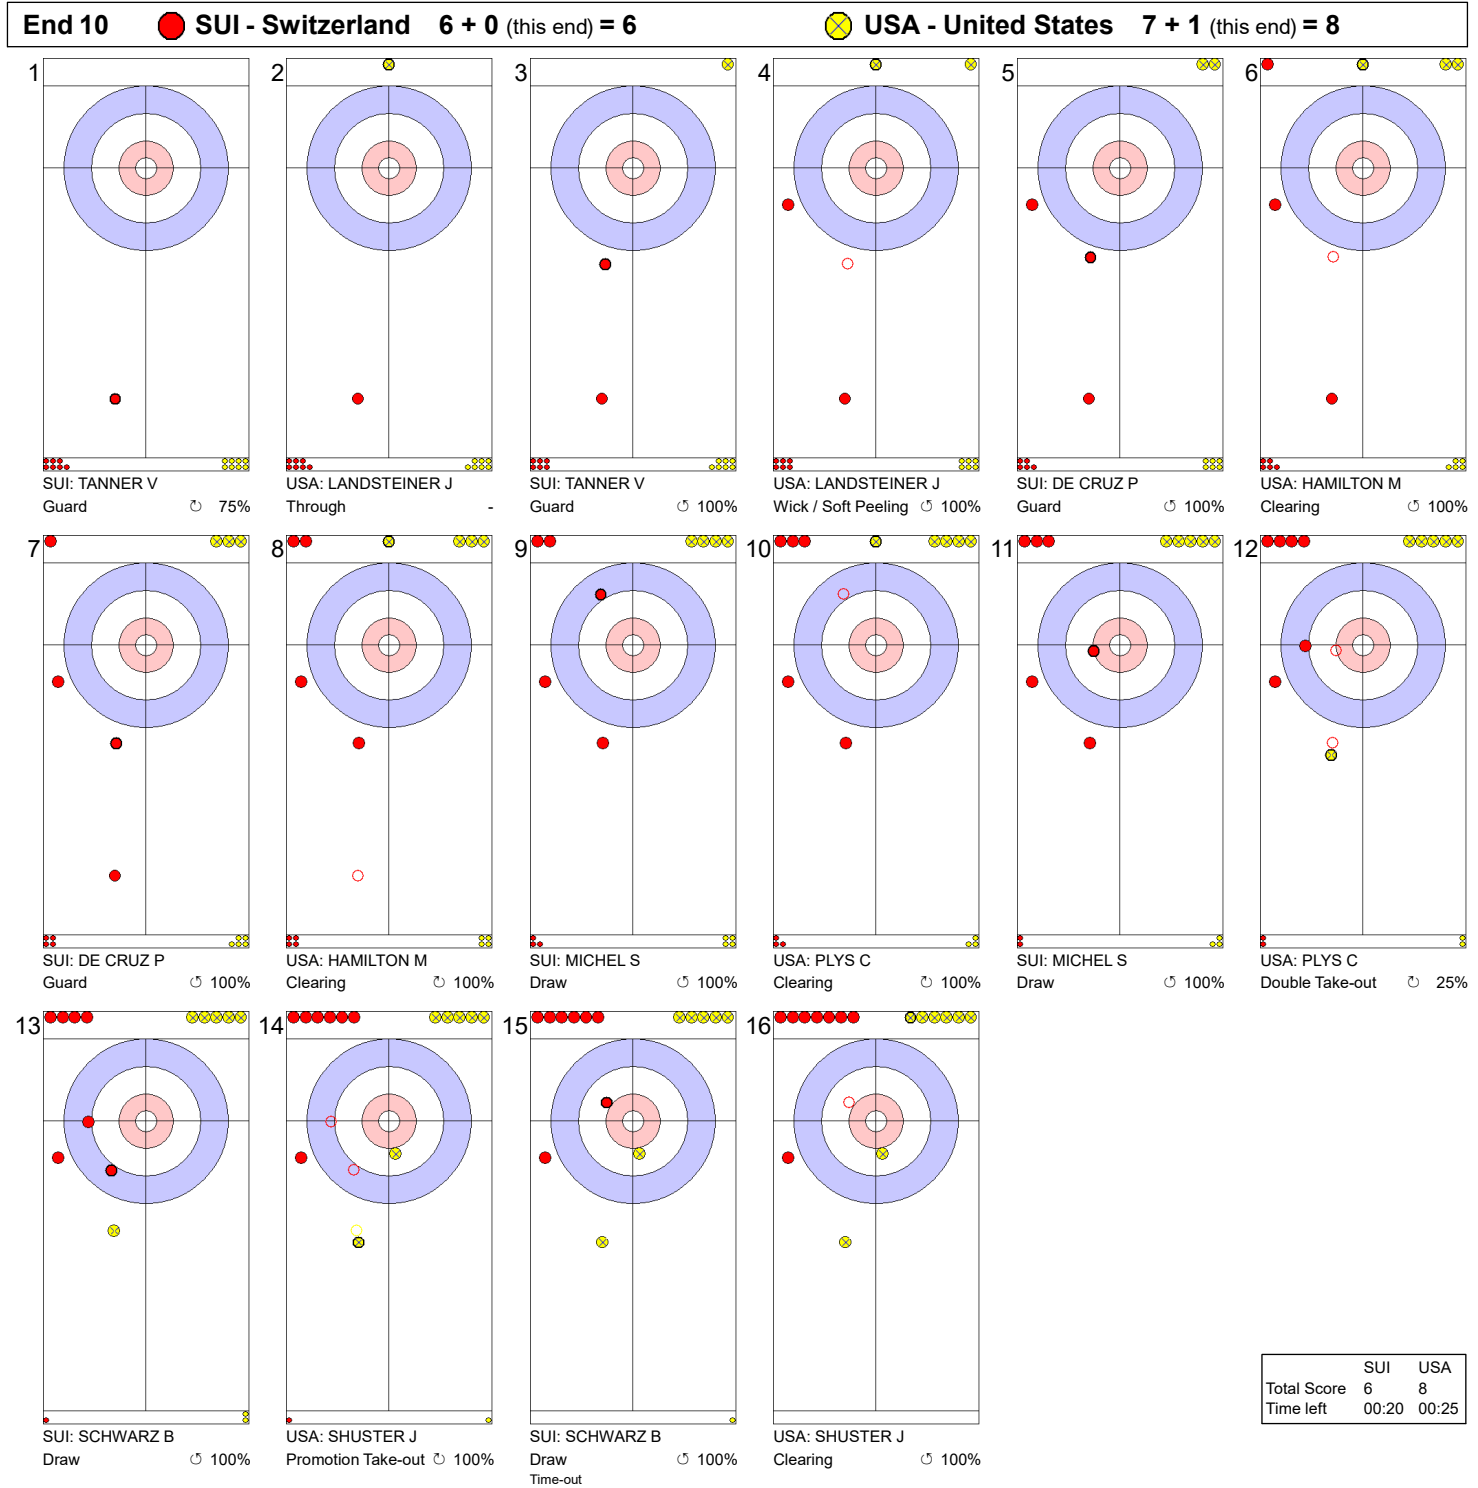 End 10 SUI - Switzerland 6 + 0 (this end) = 6 USA - United States 7 + 1 (this end) = 8
1 2 3 4 5 6
SUI: TANNER V USA: LANDSTEINER J SUI: TANNER V USA: LANDSTEINER J SUI: DE CRUZ P USA: HAMILTON M
Guard ↻ 75% Through - Guard ↺ 100% Wick / Soft Peeling ↺ 100% Guard ↺ 100% Clearing ↺ 100%
7 8 9 10 11 12
SUI: DE CRUZ P USA: HAMILTON M SUI: MICHEL S USA: PLYS C SUI: MICHEL S USA: PLYS C
Guard ↺ 100% Clearing ↻ 100% Draw ↺ 100% Clearing ↺ 100% Draw ↺ 100% Double Take-out ↻ 25%
13 14 15 16
SUI: SCHWARZ B USA: SHUSTER J SUI: SCHWARZ B USA: SHUSTER J
Draw ↺ 100% Promotion Take-out ↻ 100% Draw ↺ 100% Clearing ↺ 100%
Time-out
SUI USA
Total Score 6 8
Time left 00:20 00:25